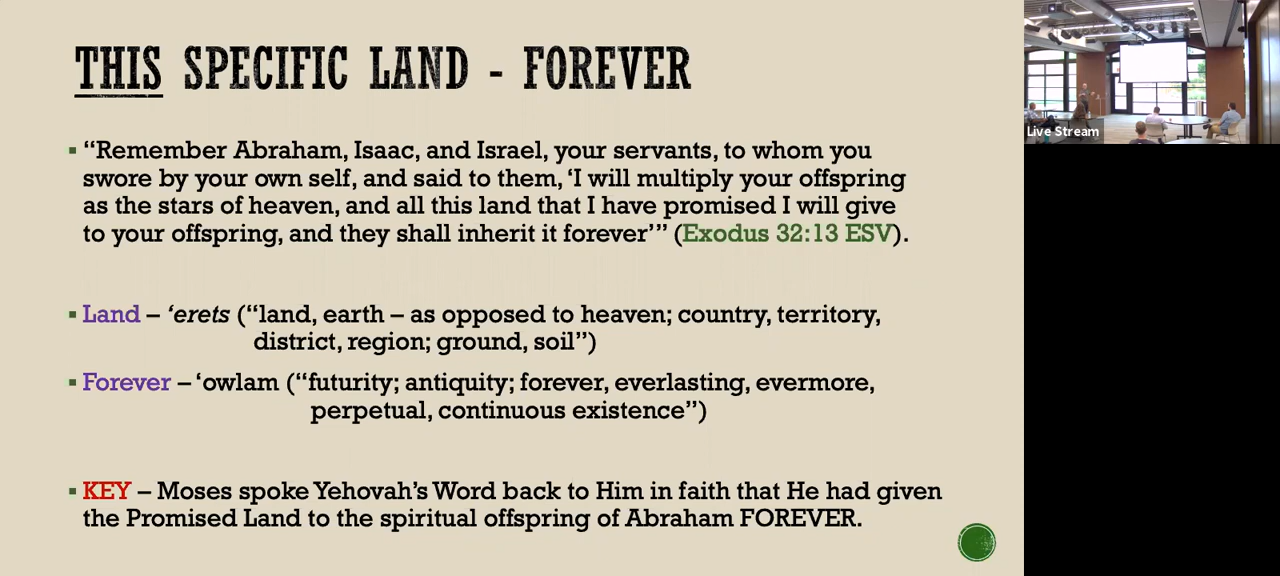 THIS SPECIFIC LAND - FOREVER
▪ “Remember Abraham, Isaac, and Israel, your servants, to whom you
swore by your own self, and said to them, ‘I will multiply your offspring
as the stars of heaven, and all this land that I have promised I will give
to your offspring, and they shall inherit it forever’” (Exodus 32:13 ESV).
▪ Land – ‘erets (“land, earth – as opposed to heaven; country, territory,
district, region; ground, soil”)
▪ Forever – ‘owlam (“futurity; antiquity; forever, everlasting, evermore,
perpetual, continuous existence”)
▪ KEY – Moses spoke Yehovah’s Word back to Him in faith that He had given
the Promised Land to the spiritual offspring of Abraham FOREVER.
Live Stream